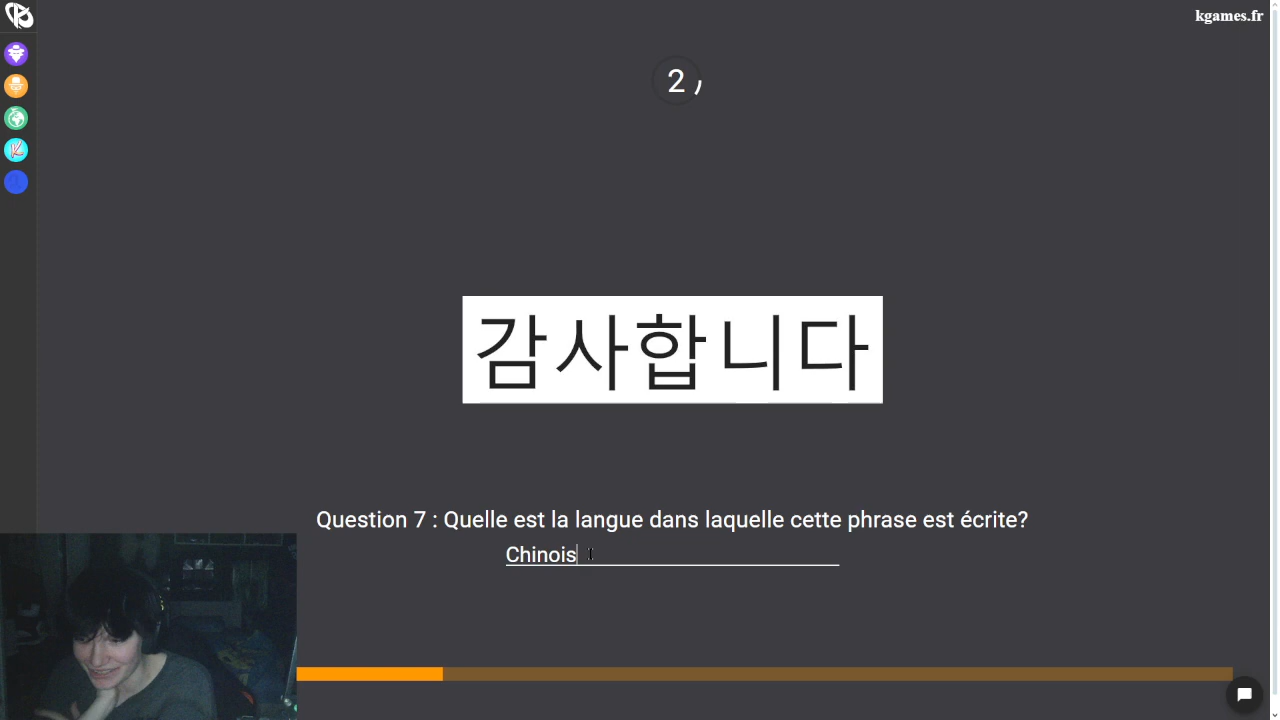 kgames.fr
2
감사합니다
Question 7 : Quelle est la langue dans laquelle cette phrase est écrite?
Chinois